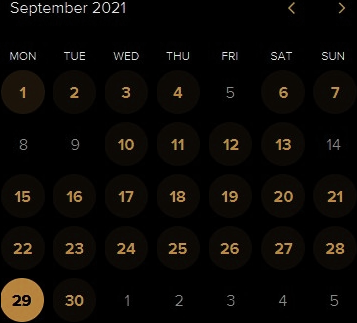 September 2021
MON TUE WED THU FRI SAT SUN
1 2 3 4 5 6 7
8 9 10 11 12 13 14
15 16 17 18 19 20 21
22 23 24 25 26 27 28
29 30 1 2 3 4 5